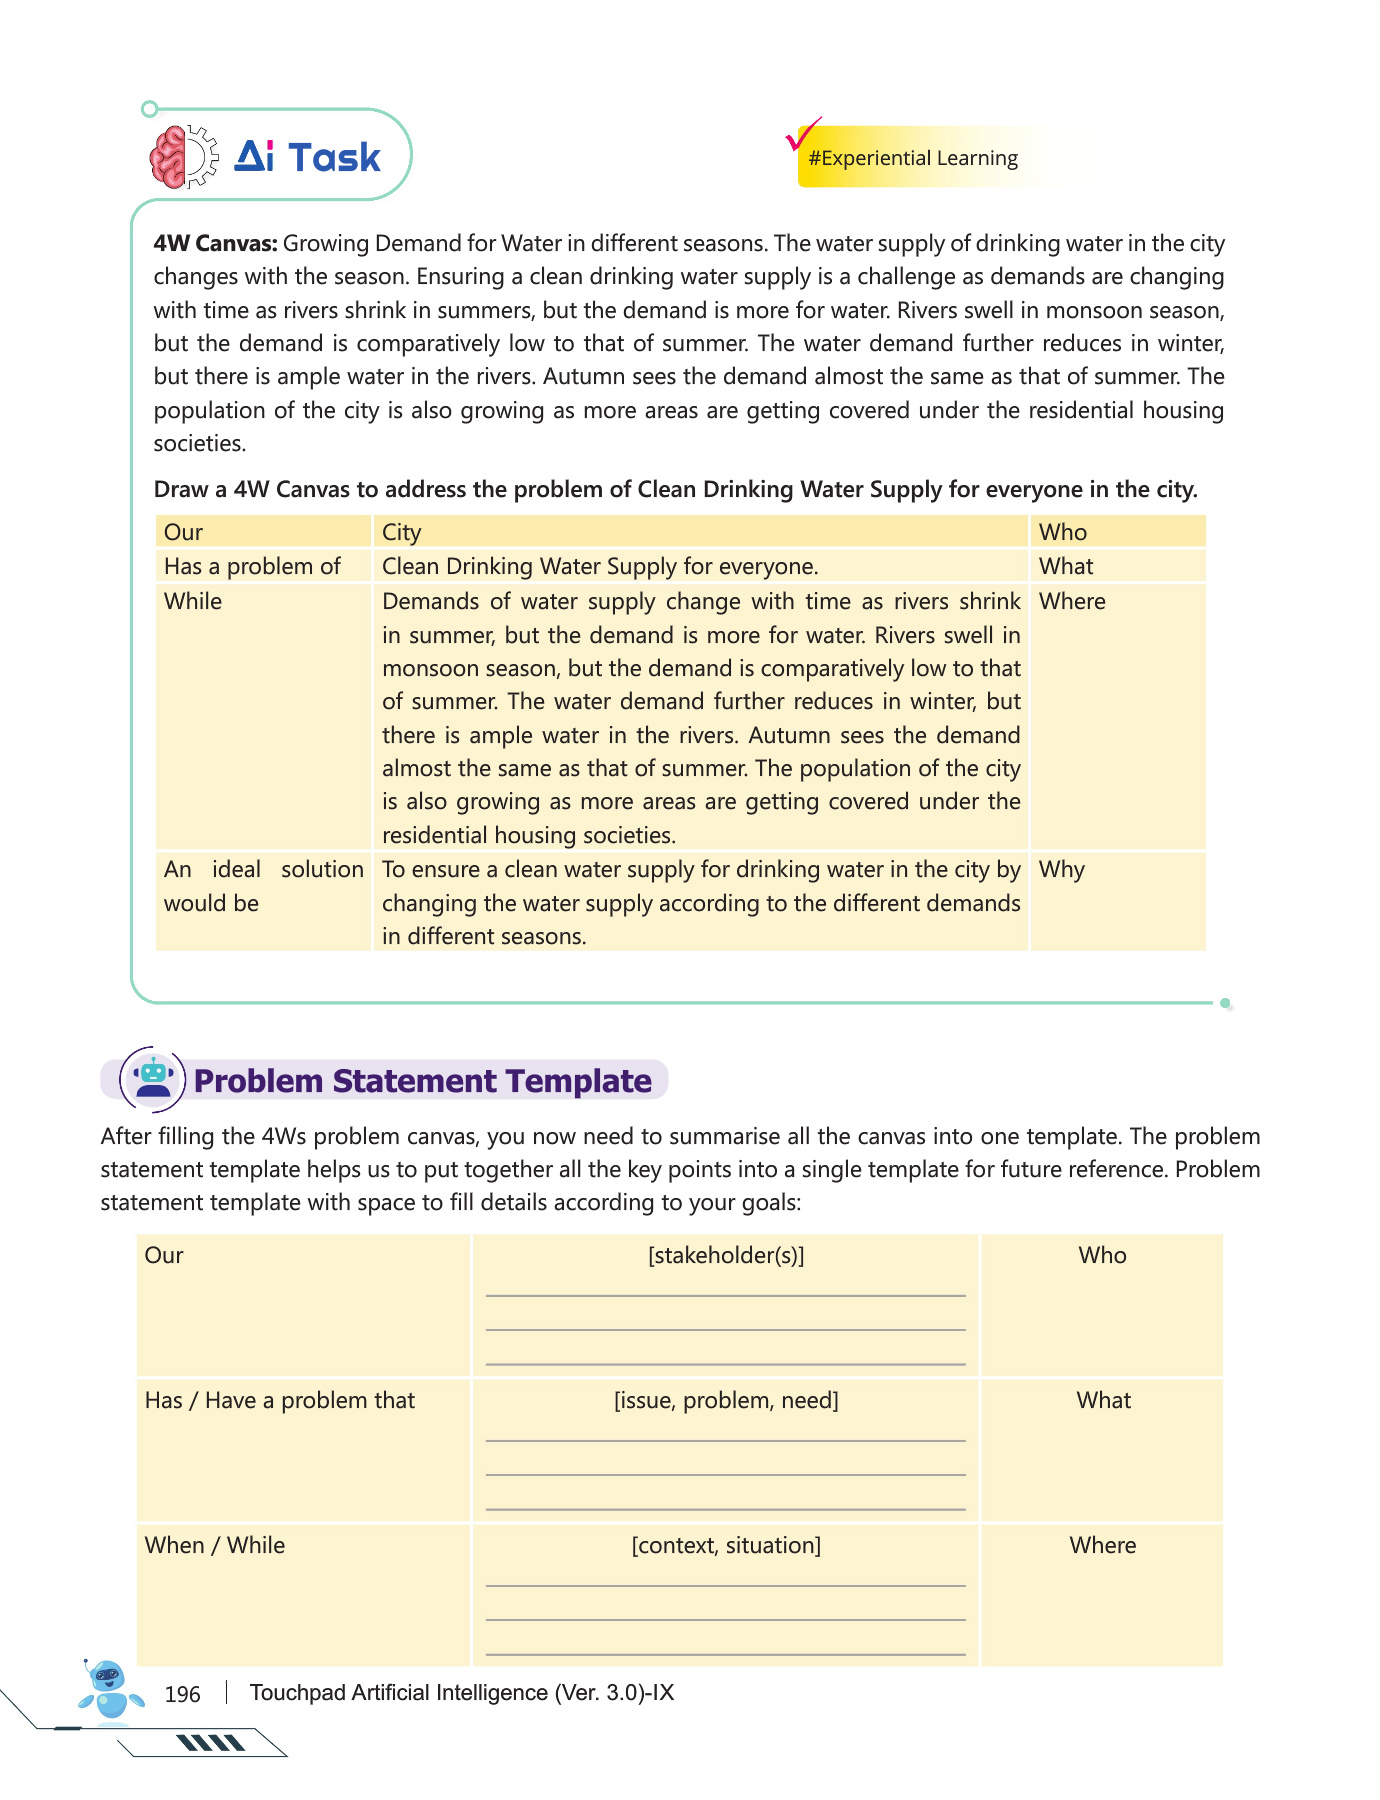 Ai Task
#Experiential Learning
4W Canvas: Growing Demand for Water in different seasons. The water supply of drinking water in the city
changes with the season. Ensuring a clean drinking water supply is a challenge as demands are changing
with time as rivers shrink in summers, but the demand is more for water. Rivers swell in monsoon season,
but the demand is comparatively low to that of summer. The water demand further reduces in winter,
but there is ample water in the rivers. Autumn sees the demand almost the same as that of summer. The
population of the city is also growing as more areas are getting covered under the residential housing
societies.
Draw a 4W Canvas to address the problem of Clean Drinking Water Supply for everyone in the city.
Our City Who
Has a problem of Clean Drinking Water Supply for everyone. What
While Demands of water supply change with time as rivers shrink Where
in summer, but the demand is more for water. Rivers swell in
monsoon season, but the demand is comparatively low to that
of summer. The water demand further reduces in winter, but
there is ample water in the rivers. Autumn sees the demand
almost the same as that of summer. The population of the city
is also growing as more areas are getting covered under the
residential housing societies.
An ideal solution To ensure a clean water supply for drinking water in the city by Why
would be changing the water supply according to the different demands
in different seasons.
Problem Statement Template
After filling the 4Ws problem canvas, you now need to summarise all the canvas into one template. The problem
statement template helps us to put together all the key points into a single template for future reference. Problem
statement template with space to fill details according to your goals:
Our [stakeholder(s)] Who
Has / Have a problem that [issue, problem, need] What
When / While [context, situation] Where
196 Touchpad Artificial Intelligence (Ver. 3.0)-IX